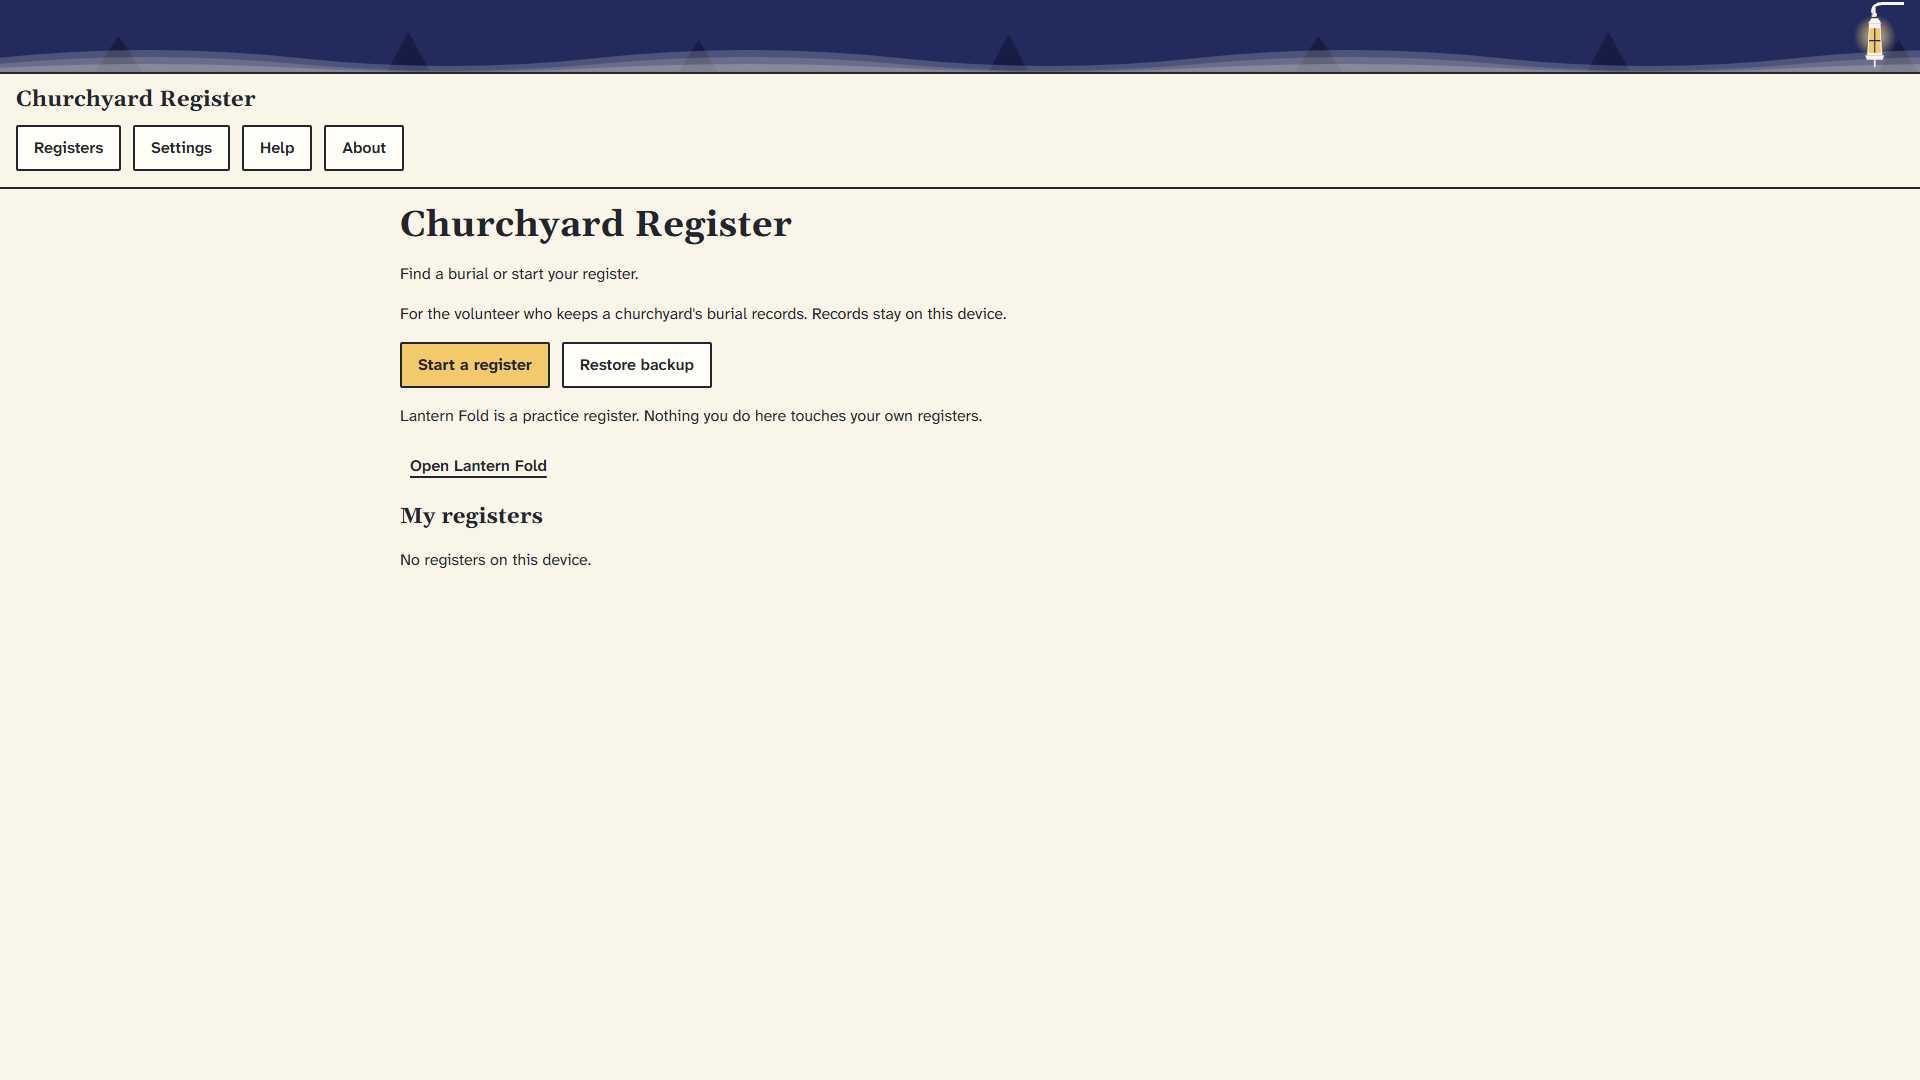 Churchyard Register
Registers
Settings
Help
About
Churchyard Register
Find a burial or start your register.
For the volunteer who keeps a churchyard's burial records. Records stay on this device.
Start a register
Restore backup
Lantern Fold is a practice register. Nothing you do here touches your own registers.
Open Lantern Fold
My registers
No registers on this device.